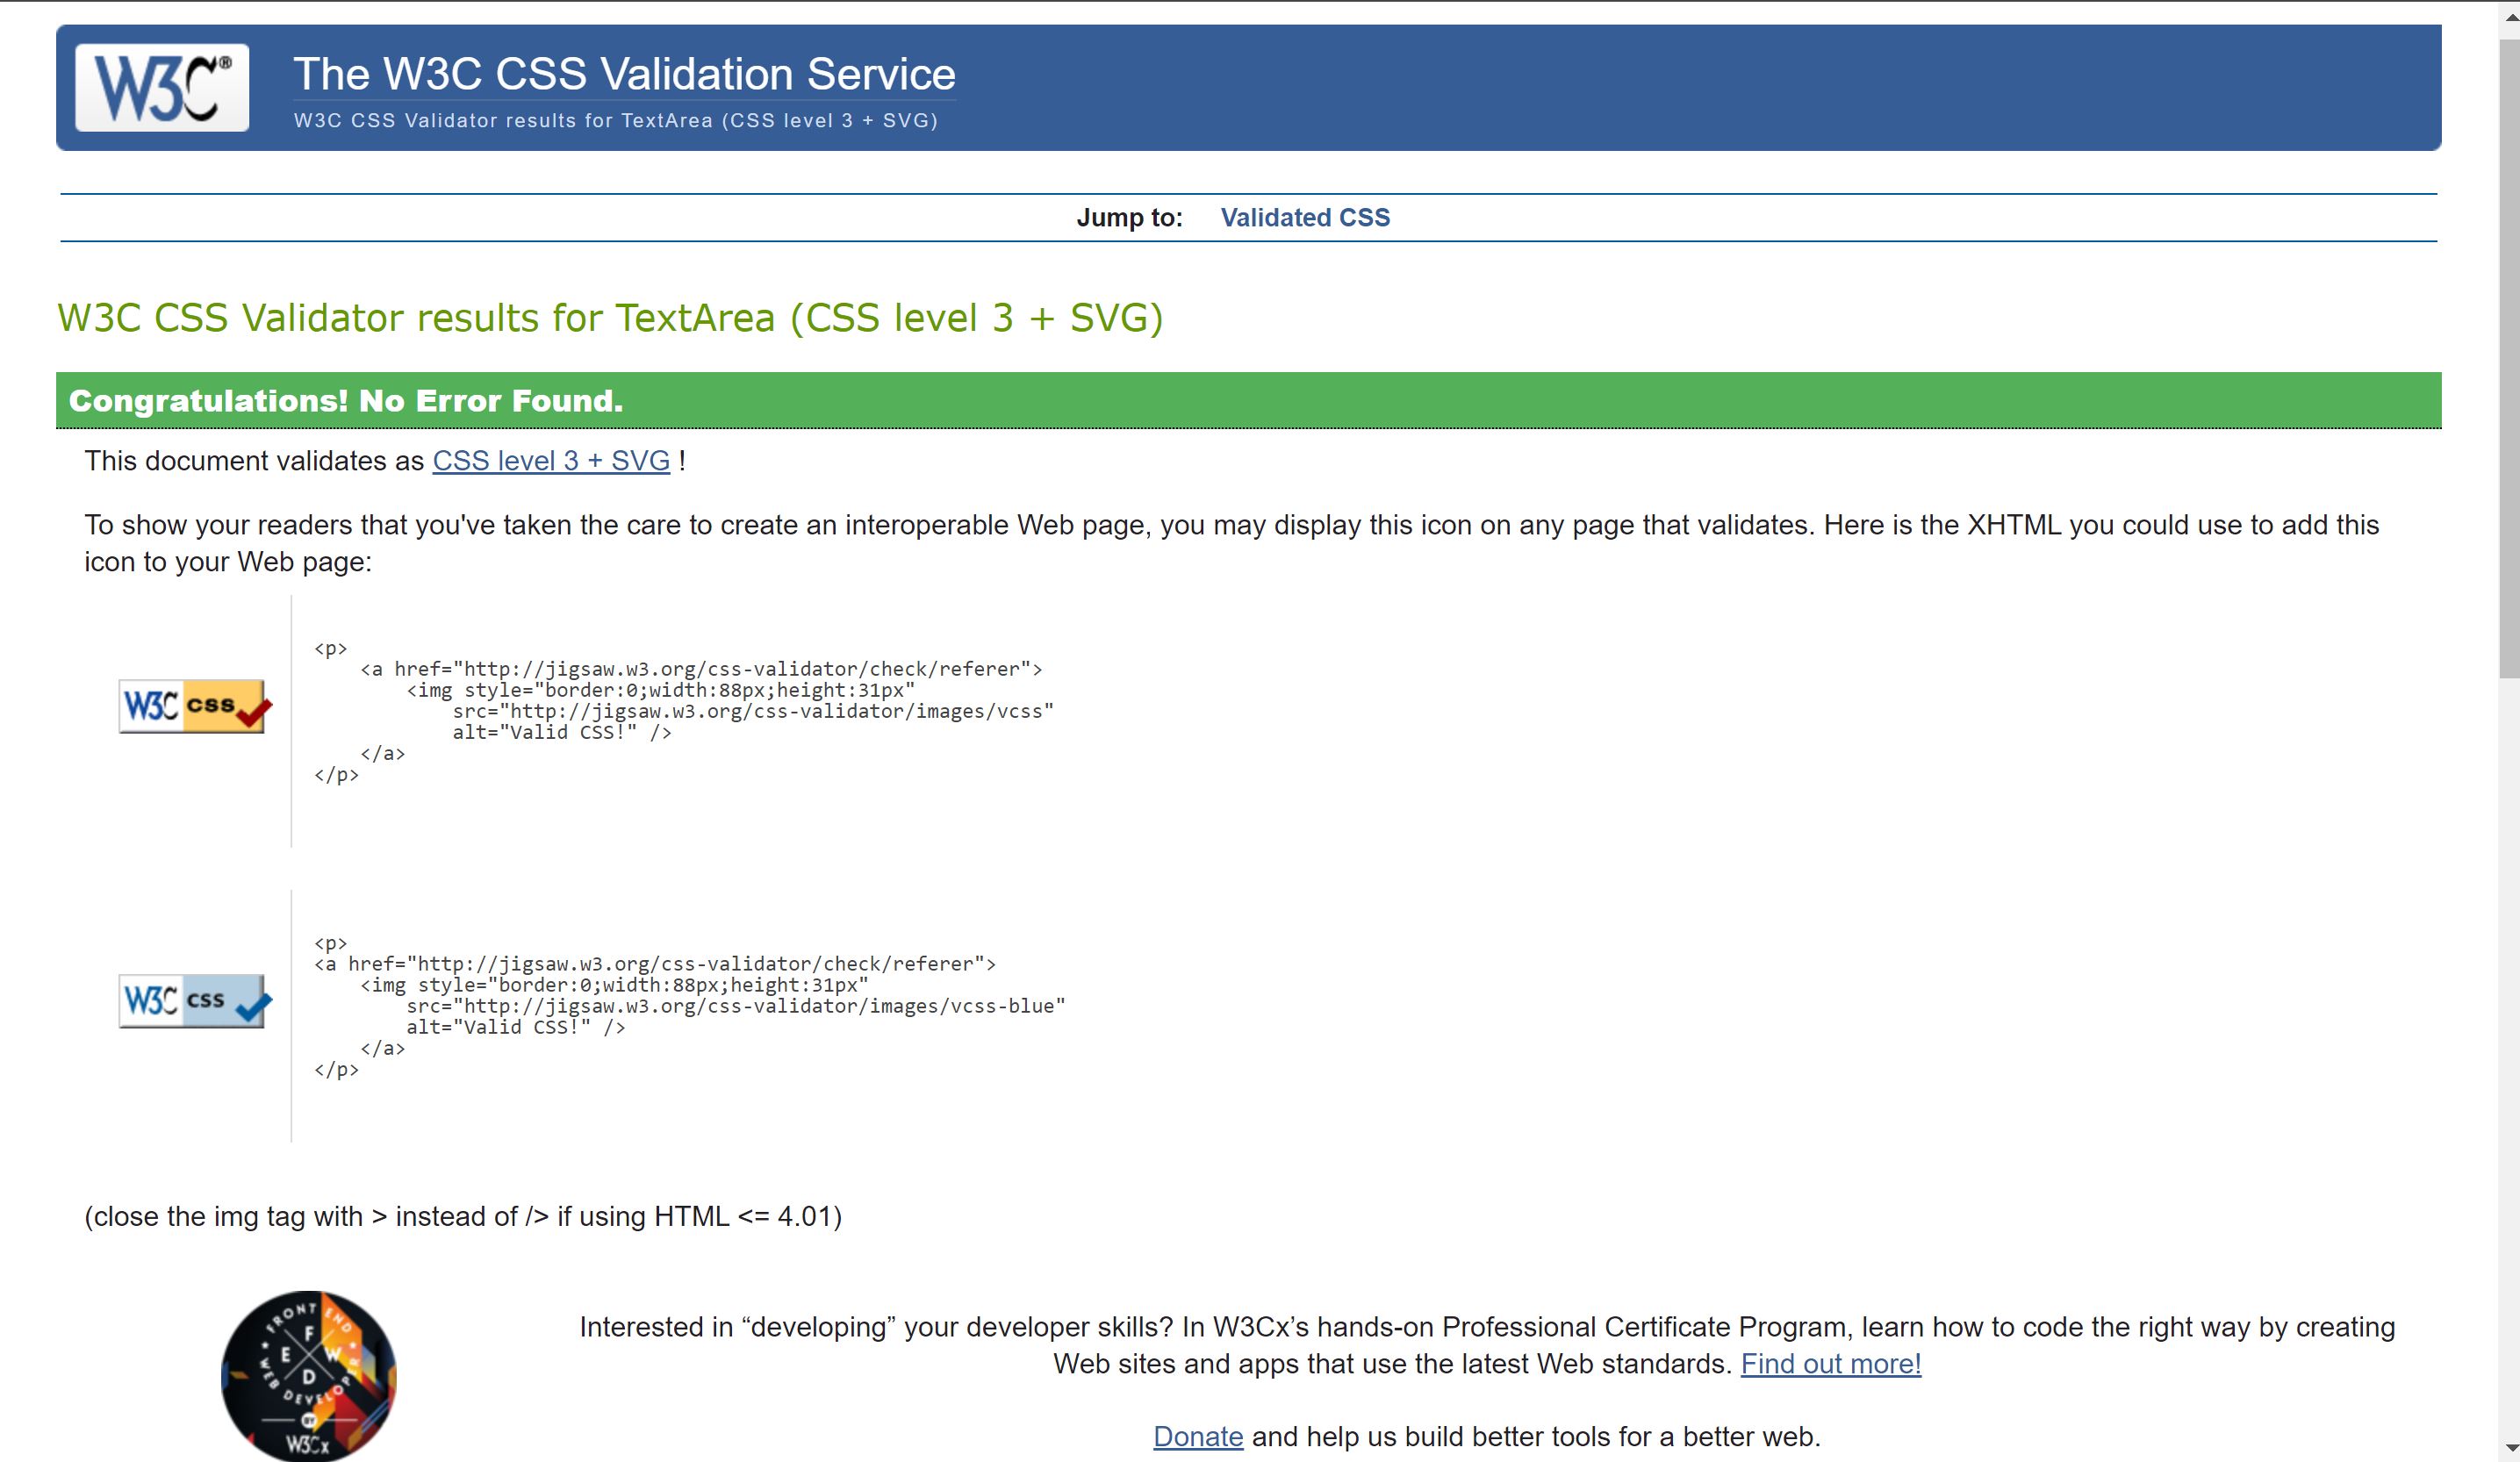 W3C®
The W3C CSS Validation Service
W3C CSS Validator results for TextArea (CSS level 3 + SVG)
Jump to: Validated CSS
W3C CSS Validator results for TextArea (CSS level 3 + SVG)
Congratulations! No Error Found.
This document validates as CSS level 3 + SVG !
To show your readers that you've taken the care to create an interoperable Web page, you may display this icon on any page that validates. Here is the XHTML you could use to add this
icon to your Web page:
W3C css
<p>
    <a href="http://jigsaw.w3.org/css-validator/check/referer">
        <img style="border:0;width:88px;height:31px"
            src="http://jigsaw.w3.org/css-validator/images/vcss"
            alt="Valid CSS!" />
    </a>
</p>
W3C css
<p>
<a href="http://jigsaw.w3.org/css-validator/check/referer">
    <img style="border:0;width:88px;height:31px"
        src="http://jigsaw.w3.org/css-validator/images/vcss-blue"
        alt="Valid CSS!" />
    </a>
</p>
(close the img tag with > instead of /> if using HTML <= 4.01)
FRONT END
F
E W
D
WEB DEVELOPER
BY
W3Cx
Interested in “developing” your developer skills? In W3Cx’s hands-on Professional Certificate Program, learn how to code the right way by creating
Web sites and apps that use the latest Web standards. Find out more!
Donate and help us build better tools for a better web.